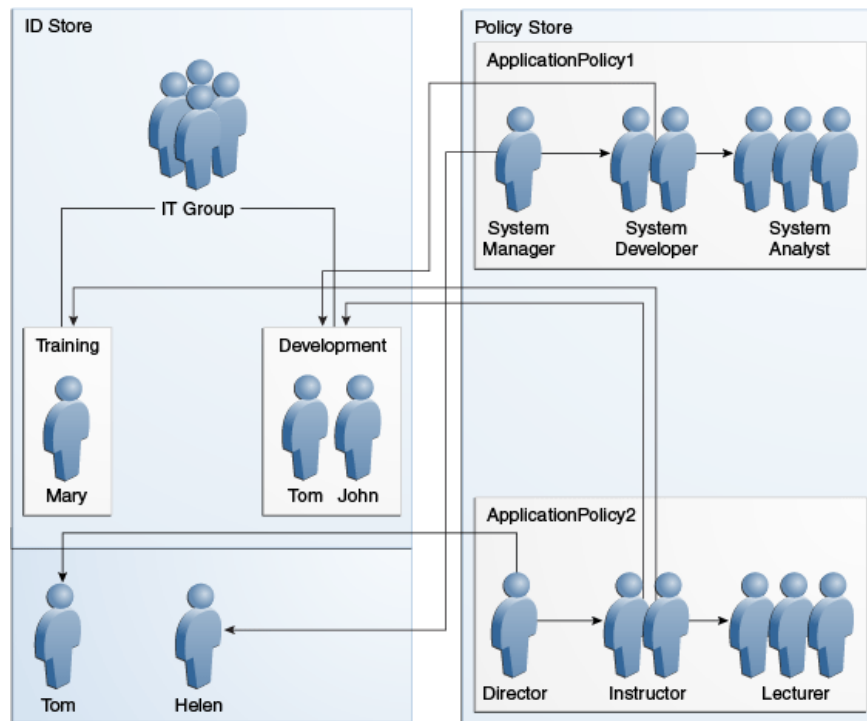 ID Store
IT Group
Training
Mary
Development
Tom John
Tom
Helen
Policy Store
ApplicationPolicy1
System
Manager
System
Developer
System
Analyst
ApplicationPolicy2
Director
Instructor
Lecturer